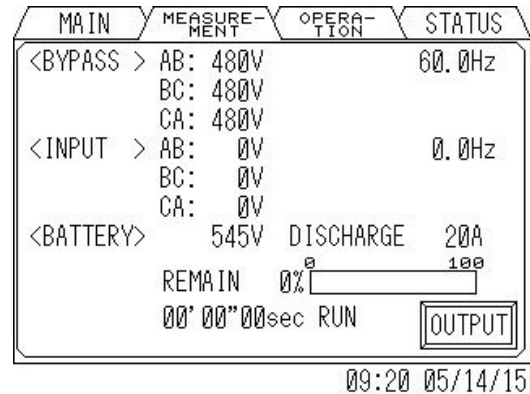 MAIN MEASURE-MENT OPERA-TION STATUS
<BYPASS > AB: 480V 60.0Hz
BC: 480V
CA: 480V
<INPUT > AB: 0V 0.0Hz
BC: 0V
CA: 0V
<BATTERY> 545V DISCHARGE 20A
0 100
REMAIN 0%
00'00"00sec RUN OUTPUT
09:20 05/14/15